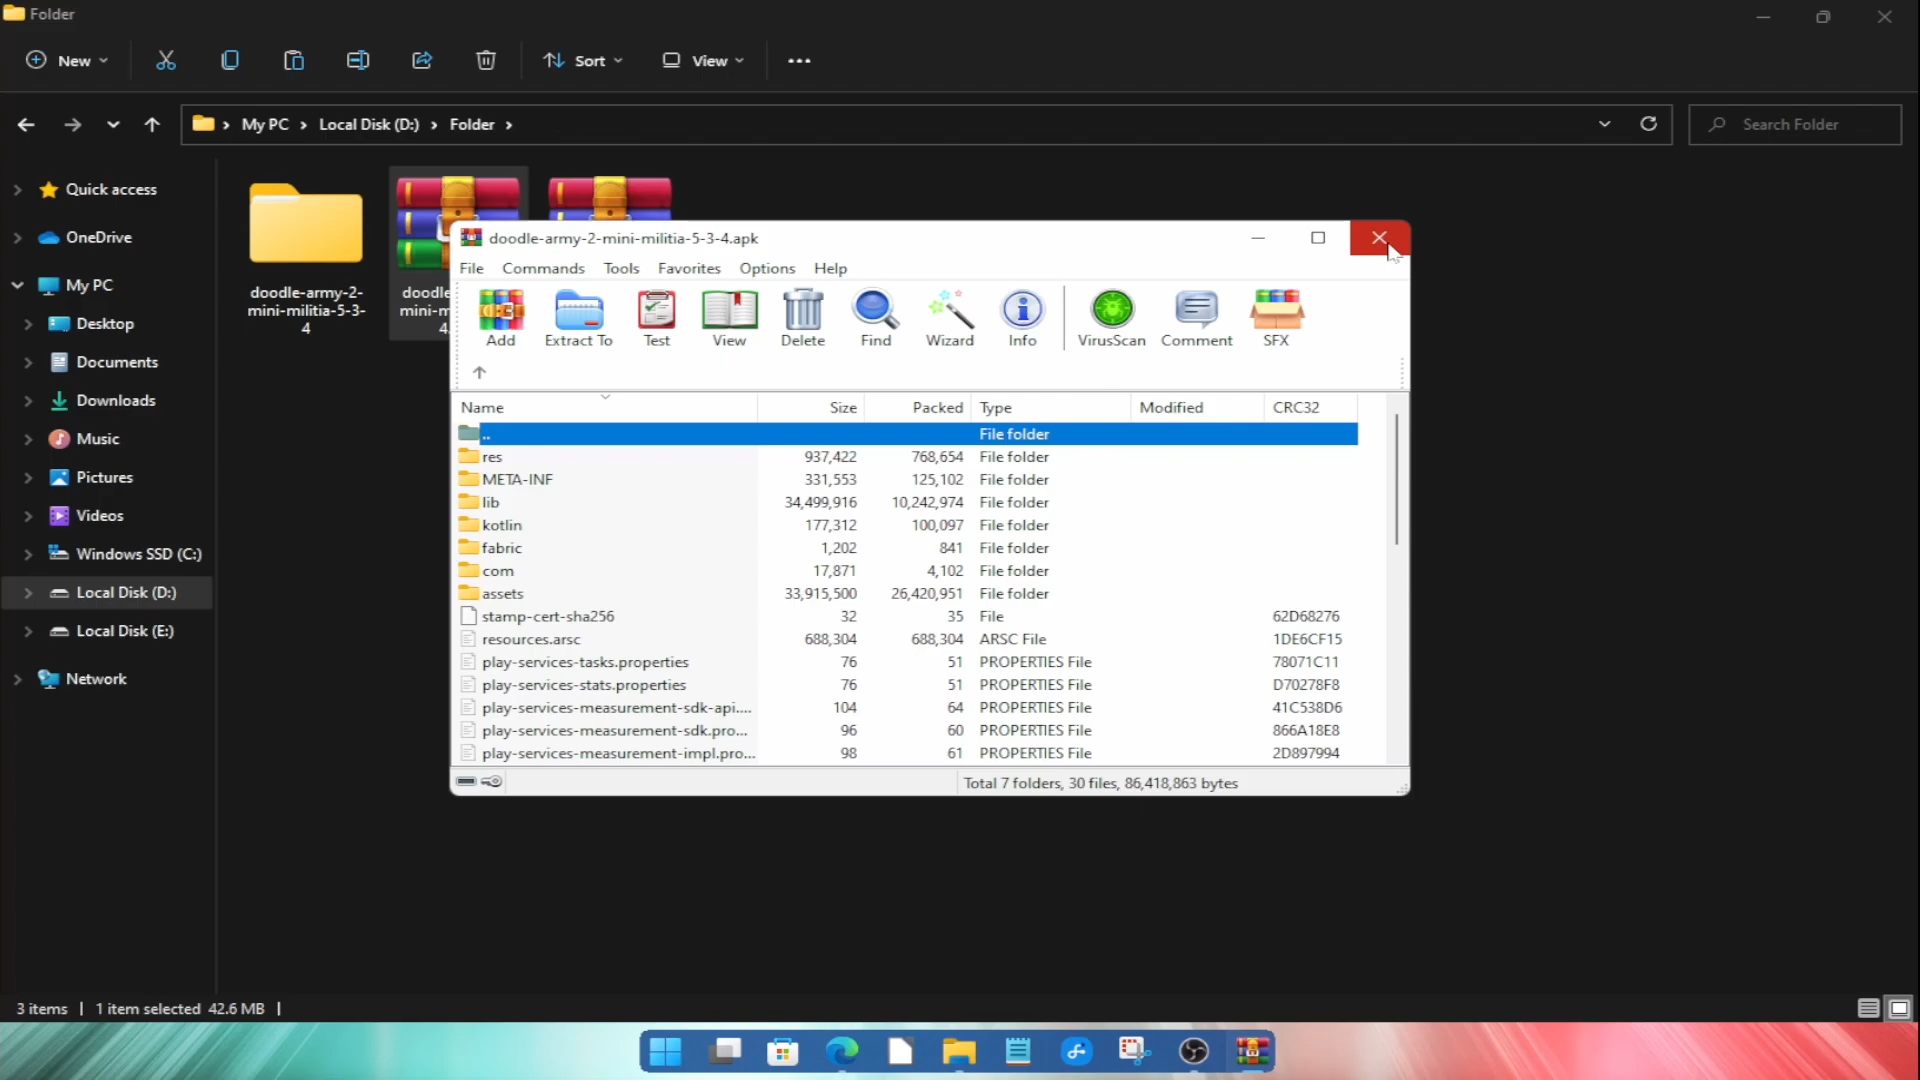 Folder
New
Sort
View
My PC
Local Disk (D:)
Folder
Search Folder
Quick access
OneDrive
My PC
Desktop
Documents
Downloads
Music
Pictures
Videos
Windows SSD (C:)
Local Disk (D:)
Local Disk (E:)
Network
doodle-army-2-
mini-militia-5-3-
4
doodle
mini-m
4.
doodle-army-2-mini-militia-5-3-4.apk
File Commands Tools Favorites Options Help
Add Extract To Test View Delete Find Wizard Info VirusScan Comment SFX
Name Size Packed Type Modified CRC32
.. File folder
res 937,422 768,654 File folder
META-INF 331,553 125,102 File folder
lib 34,499,916 10,242,974 File folder
kotlin 177,312 100,097 File folder
fabric 1,202 841 File folder
com 17,871 4,102 File folder
assets 33,915,500 26,420,951 File folder
stamp-cert-sha256 32 35 File 62D68276
resources.arsc 688,304 688,304 ARSC File 1DE6CF15
play-services-tasks.properties 76 51 PROPERTIES File 78071C11
play-services-stats.properties 76 51 PROPERTIES File D70278F8
play-services-measurement-sdk-api.... 104 64 PROPERTIES File 41C538D6
play-services-measurement-sdk.pro... 96 60 PROPERTIES File 866A18E8
play-services-measurement-impl.pro... 98 61 PROPERTIES File 2D897994
Total 7 folders, 30 files, 86,418,863 bytes
3 items | 1 item selected 42.6 MB |